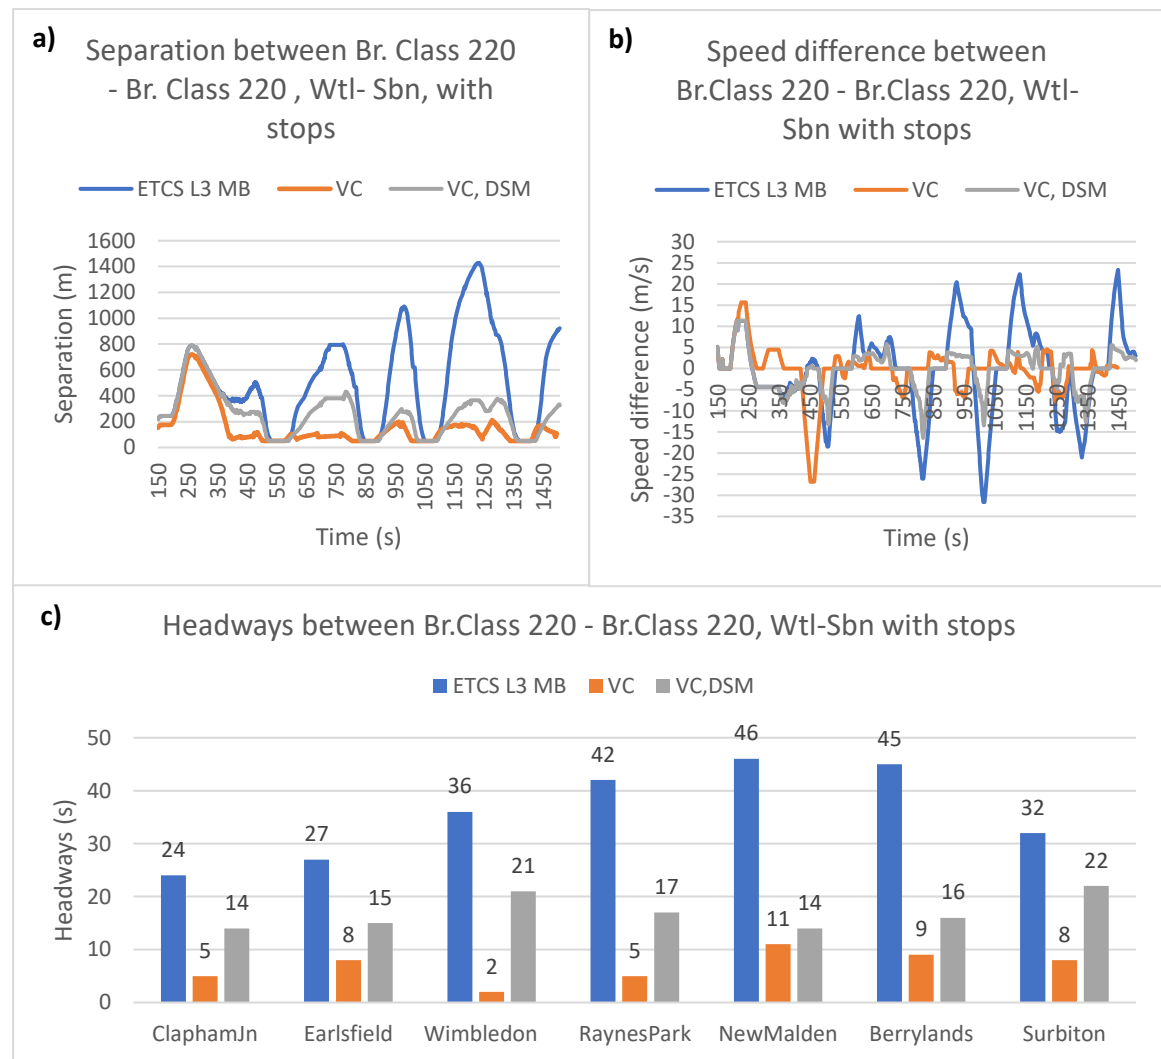 a)
Separation between Br. Class 220
- Br. Class 220 , Wtl- Sbn, with
stops
ETCS L3 MB VC VC, DSM
1600
1400
1200
1000
800
600
400
200
0
Separation (m)
150 250 350 450 550 650 750 850 950 1050 1150 1250 1350 1450
Time (s)
b)
Speed difference between
Br.Class 220 - Br.Class 220, Wtl-
Sbn with stops
ETCS L3 MB VC VC, DSM
30
25
20
15
10
5
0
-5
-10
-15
-20
-25
-30
-35
Speed difference (m/s)
150 250 350 450 550 650 750 850 950 1050 1150 1250 1350 1450
Time (s)
c)
Headways between Br.Class 220 - Br.Class 220, Wtl-Sbn with stops
ETCS L3 MB VC VC,DSM
50
40
30
20
10
0
Headways (s)
24 5 14
27 8 15
36 2 21
42 5 17
46 11 14
45 9 16
32 8 22
ClaphamJn Earlsfield Wimbledon RaynesPark NewMalden Berrylands Surbiton